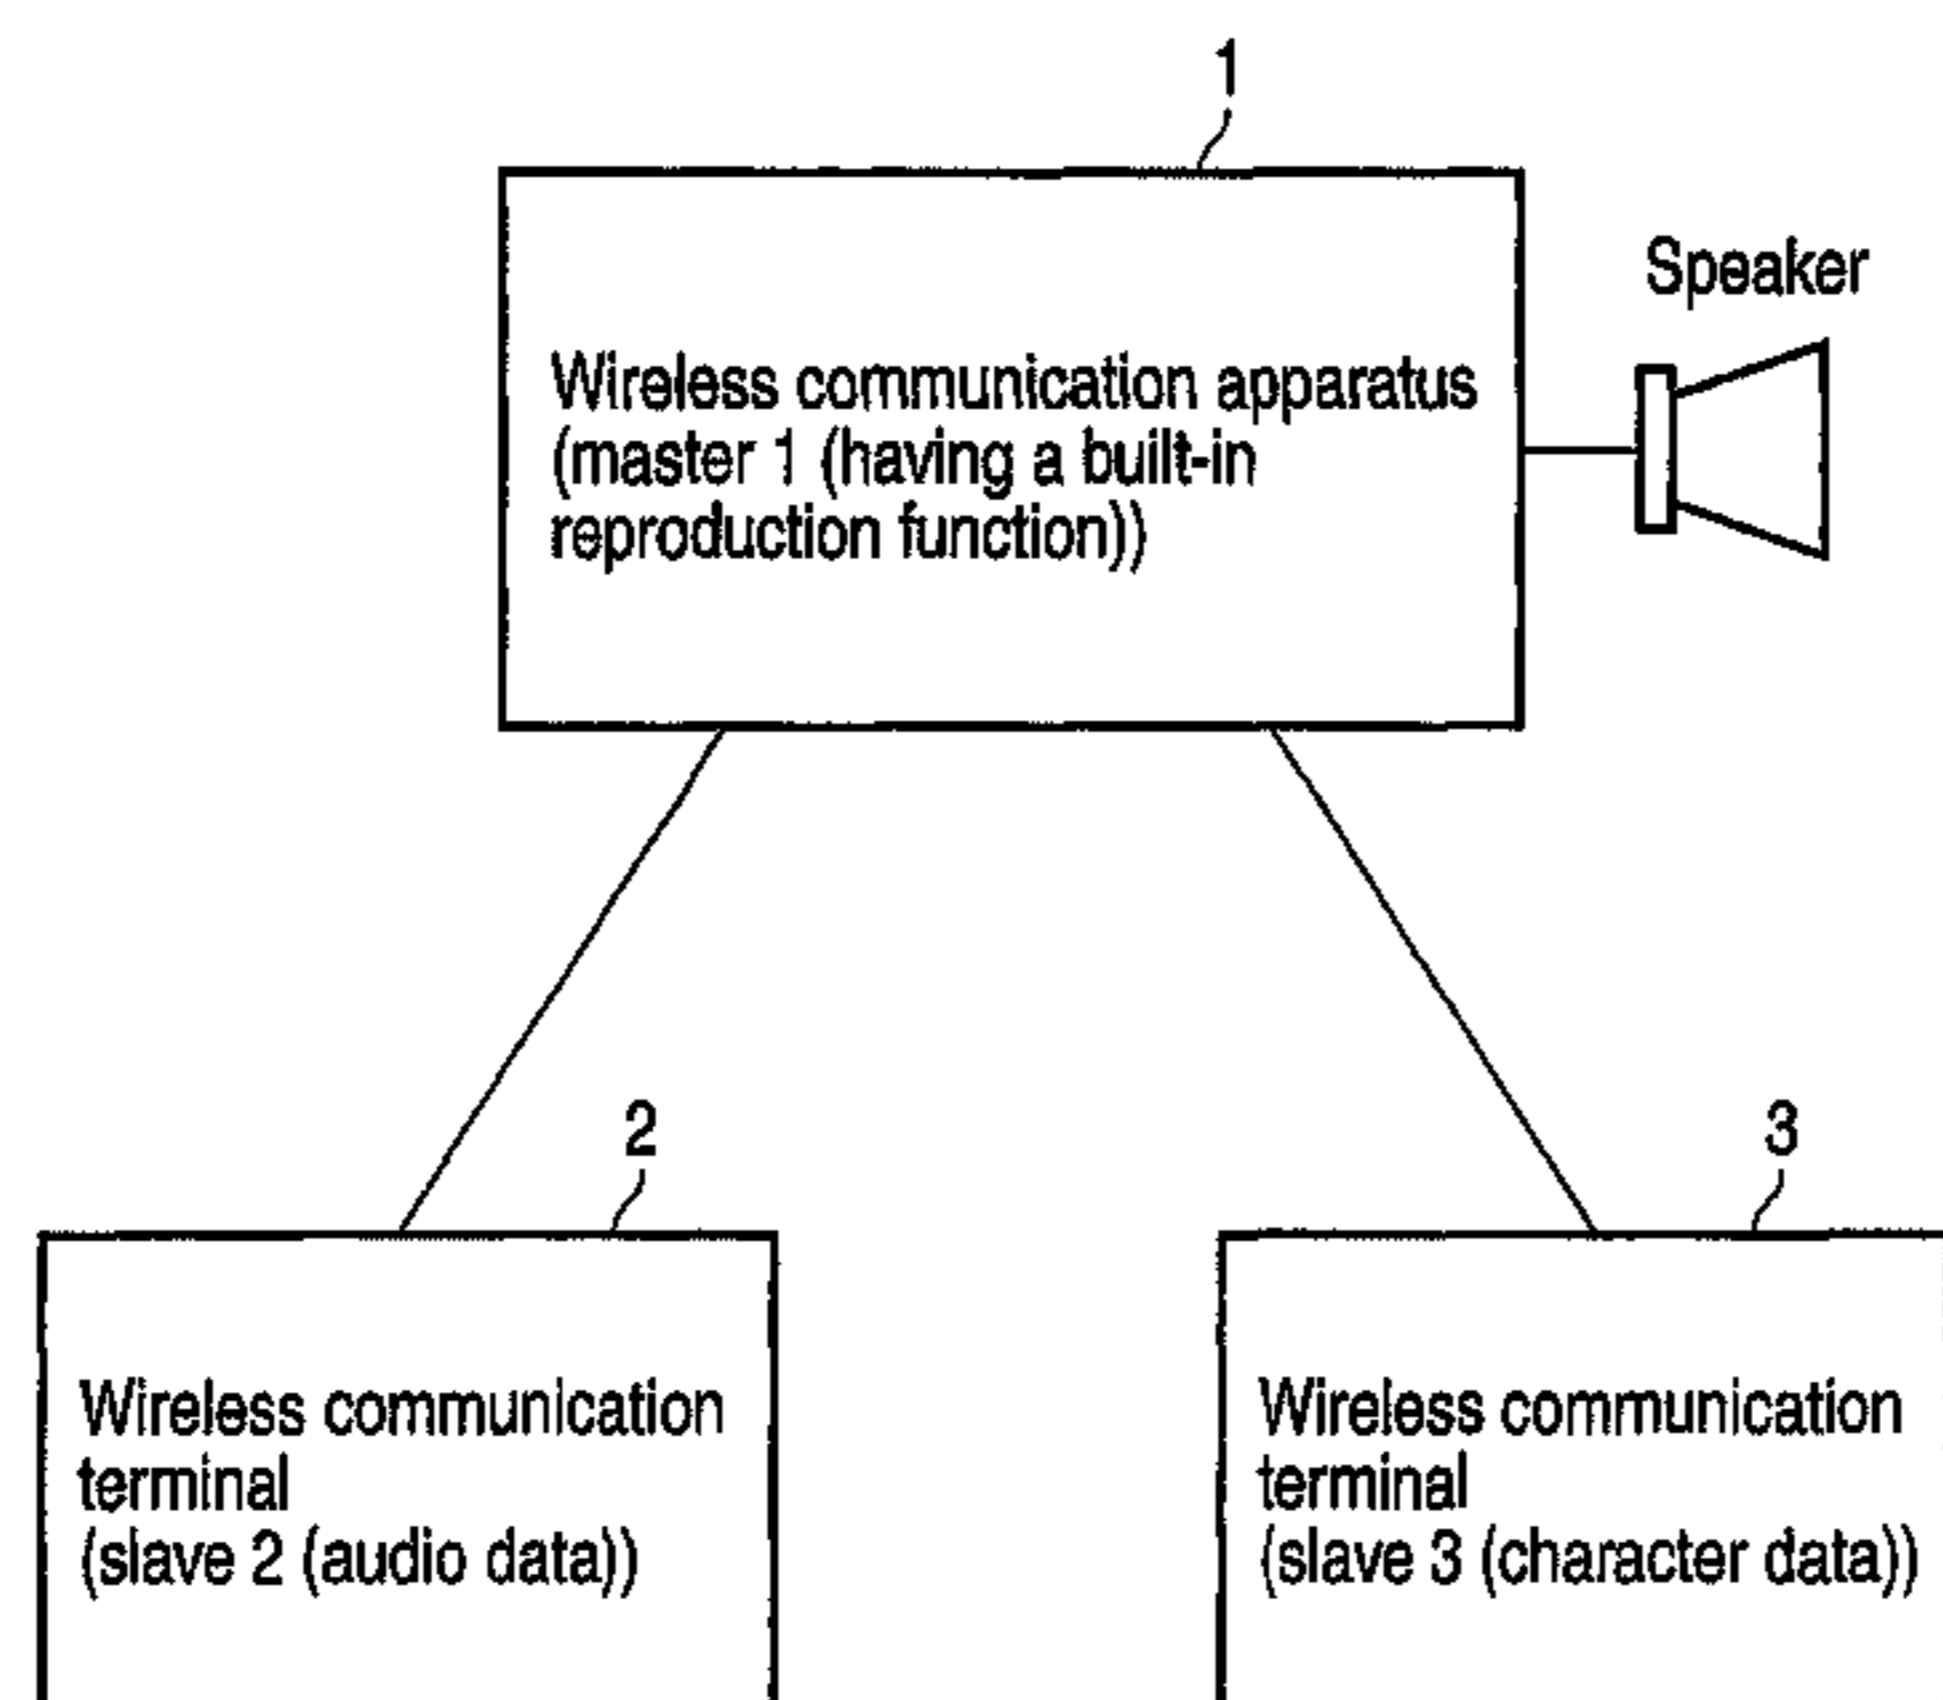 1
Speaker
Wireless communication apparatus
(master 1 (having a built-in
reproduction function))
2
3
Wireless communication
terminal
(slave 2 (audio data))
Wireless communication
terminal
(slave 3 (character data))